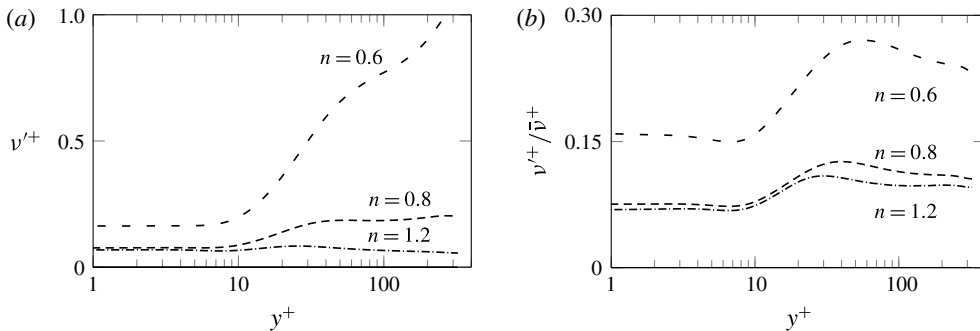 (a)
1.0
0.5
0
ν′+
n = 0.6
n = 0.8
n = 1.2
1
10
100
y+
(b)
0.30
0.15
0
ν′+/ν̄+
n = 0.6
n = 0.8
n = 1.2
1
10
100
y+